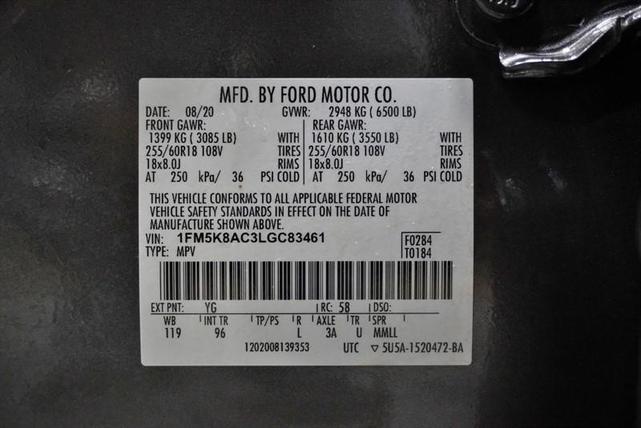 MFD. BY FORD MOTOR CO.
DATE: 08/20 GVWR: 2948 KG ( 6500 LB)
FRONT GAWR: REAR GAWR:
1399 KG ( 3085 LB) WITH 1610 KG ( 3550 LB) WITH
255/60R18 108V TIRES 255/60R18 108V TIRES
18x8.0J RIMS 18x8.0J RIMS
AT 250 kPa/ 36 PSI COLD AT 250 kPa/ 36 PSI COLD
THIS VEHICLE CONFORMS TO ALL APPLICABLE FEDERAL MOTOR
VEHICLE SAFETY STANDARDS IN EFFECT ON THE DATE OF
MANUFACTURE SHOWN ABOVE.
VIN: 1FM5K8AC3LGC83461 F0284
TYPE: MPV T0184
EXT PNT: YG RC: 58 DSO:
WB INT TR TP/PS R AXLE TR SPR
119 96 L 3A U MMLL
1202008139353 UTC ▽ 5U5A-1520472-BA